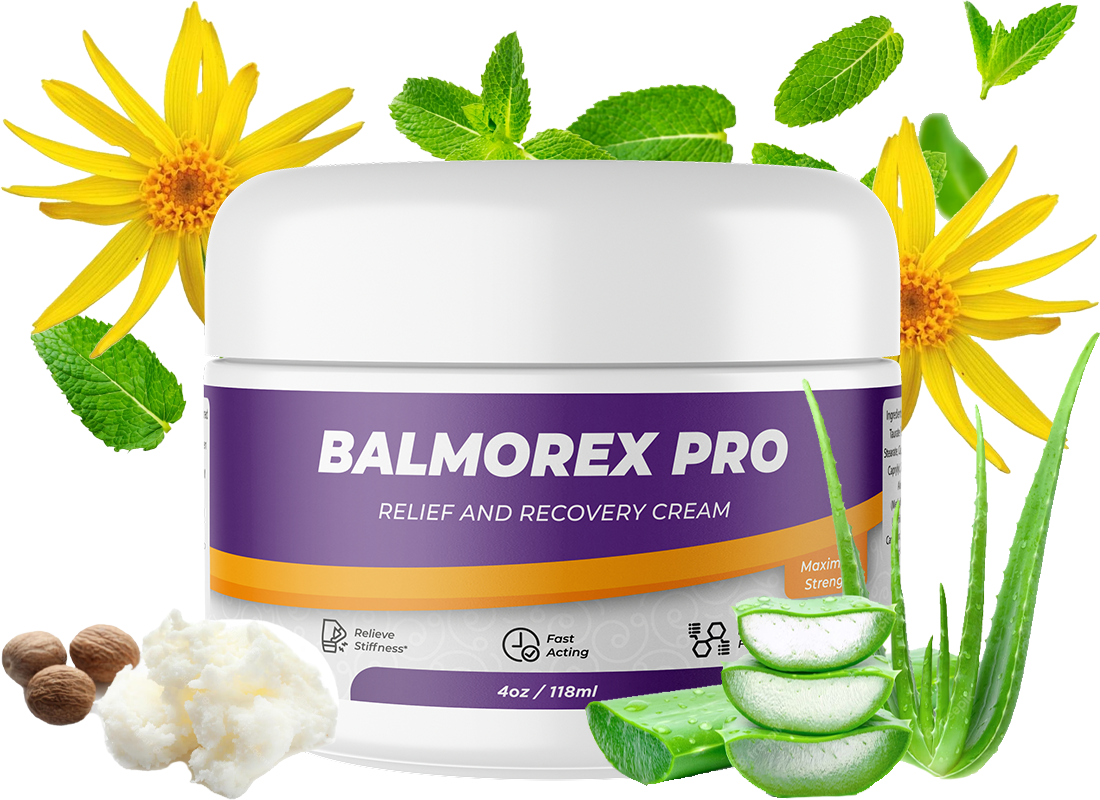 BALMOREX PRO
RELIEF AND RECOVERY CREAM
Relieve
Stiffness*
Fast
Acting
4oz / 118ml